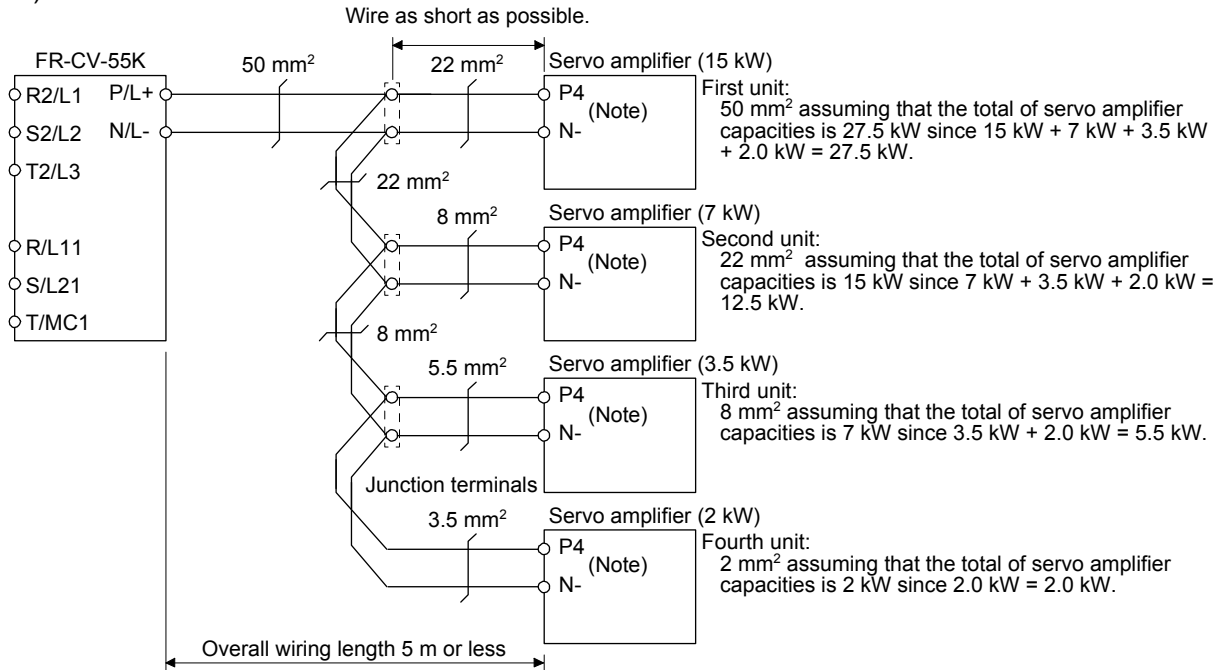 )
Wire as short as possible.
FR-CV-55K
R2/L1 P/L+
S2/L2 N/L-
T2/L3
R/L11
S/L21
T/MC1
50 mm²
22 mm²
Servo amplifier (15 kW)
P4
(Note)
N-
First unit:
50 mm² assuming that the total of servo amplifier
capacities is 27.5 kW since 15 kW + 7 kW + 3.5 kW
+ 2.0 kW = 27.5 kW.
22 mm²
8 mm²
Servo amplifier (7 kW)
P4
(Note)
N-
Second unit:
22 mm² assuming that the total of servo amplifier
capacities is 15 kW since 7 kW + 3.5 kW + 2.0 kW =
12.5 kW.
8 mm²
5.5 mm²
Servo amplifier (3.5 kW)
P4
(Note)
N-
Third unit:
8 mm² assuming that the total of servo amplifier
capacities is 7 kW since 3.5 kW + 2.0 kW = 5.5 kW.
Junction terminals
3.5 mm²
Servo amplifier (2 kW)
P4
(Note)
N-
Fourth unit:
2 mm² assuming that the total of servo amplifier
capacities is 2 kW since 2.0 kW = 2.0 kW.
Overall wiring length 5 m or less